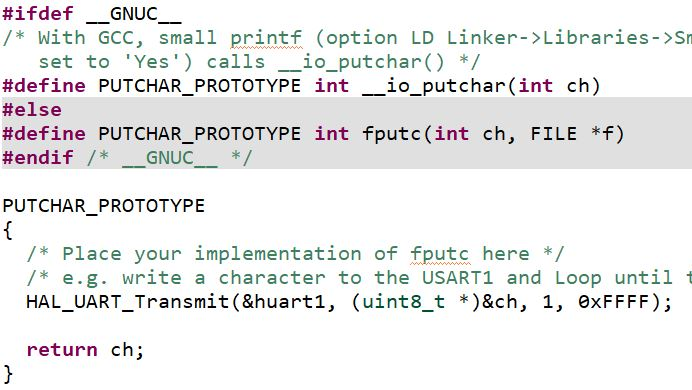 #ifdef __GNUC__
/* With GCC, small printf (option LD Linker->Libraries->Sm
   set to 'Yes') calls __io_putchar() */
#define PUTCHAR_PROTOTYPE int __io_putchar(int ch)
#else
#define PUTCHAR_PROTOTYPE int fputc(int ch, FILE *f)
#endif /* __GNUC__ */
PUTCHAR_PROTOTYPE
{
  /* Place your implementation of fputc here */
  /* e.g. write a character to the USART1 and Loop until t
  HAL_UART_Transmit(&huart1, (uint8_t *)&ch, 1, 0xFFFF);
  return ch;
}